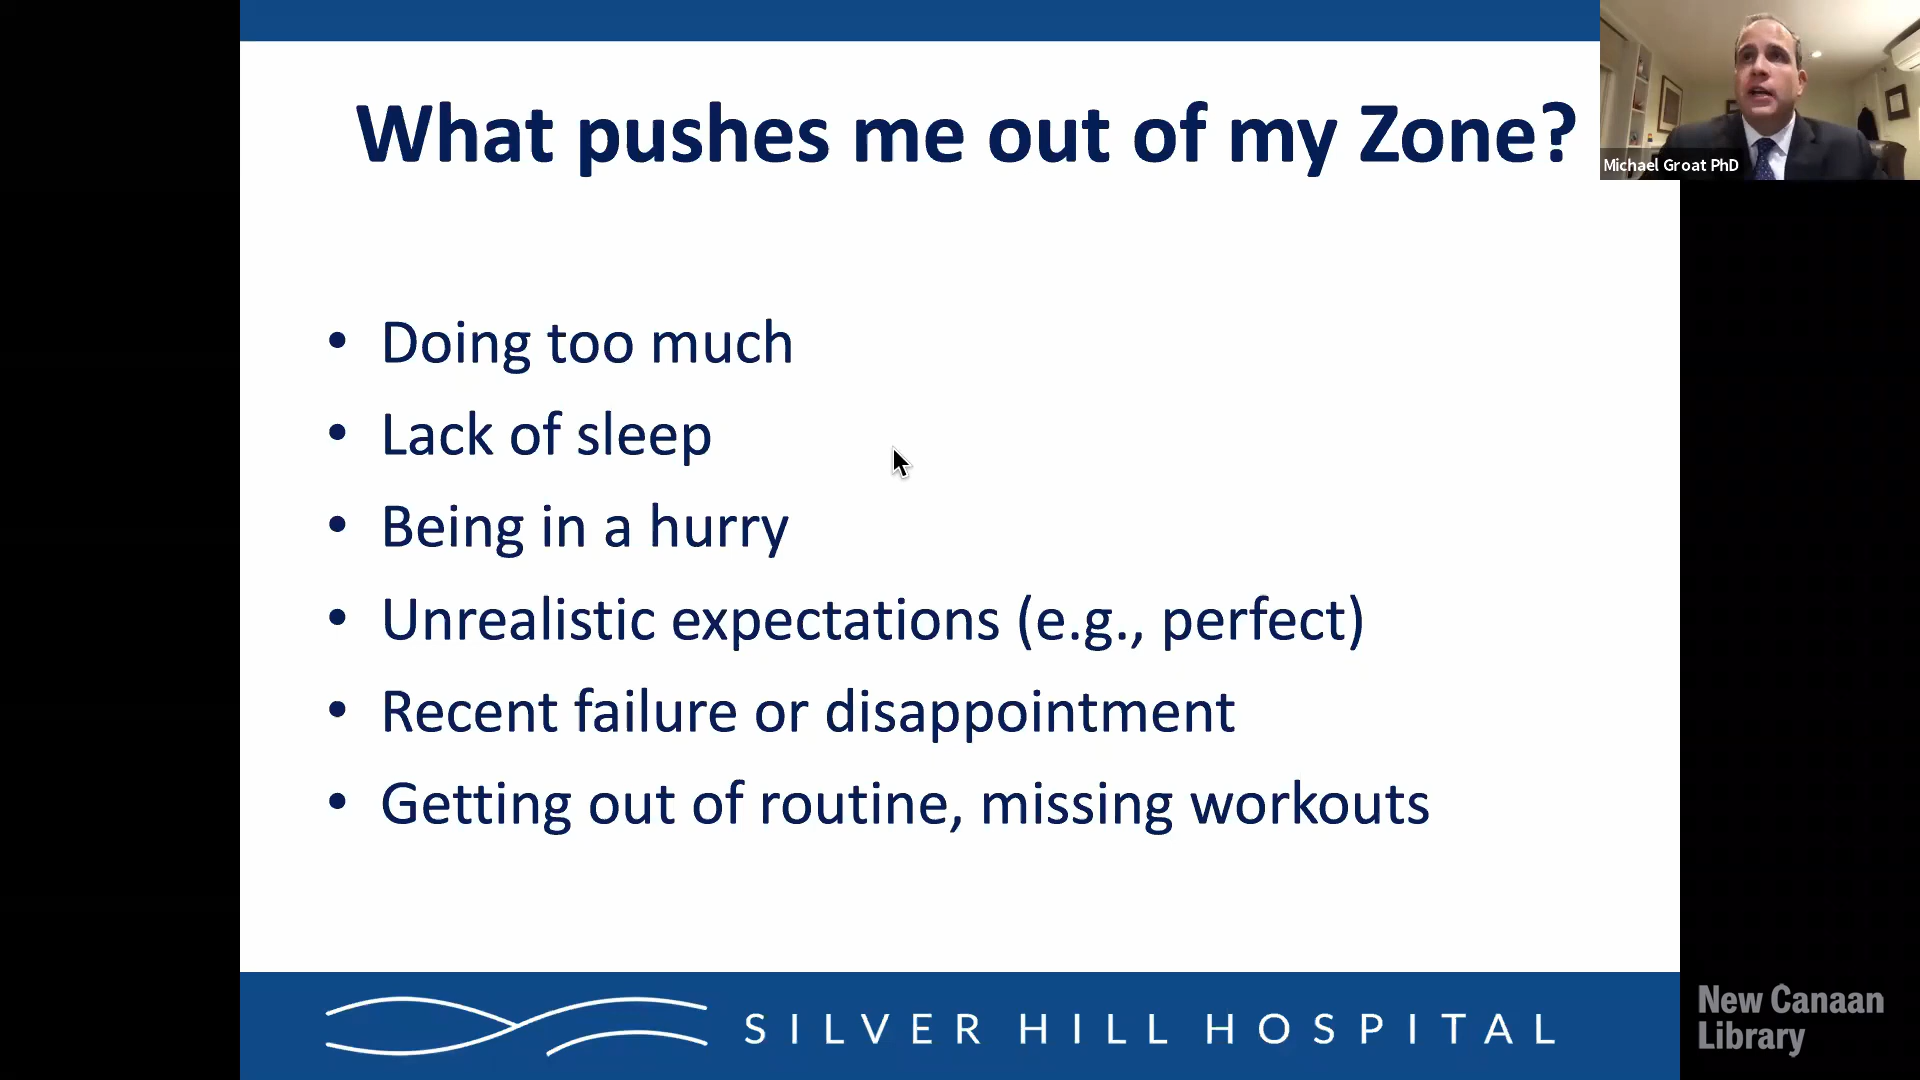 What pushes me out of my Zone?
Michael Groat PhD
• Doing too much
• Lack of sleep
• Being in a hurry
• Unrealistic expectations (e.g., perfect)
• Recent failure or disappointment
• Getting out of routine, missing workouts
SILVER HILL HOSPITAL
New Canaan
Library